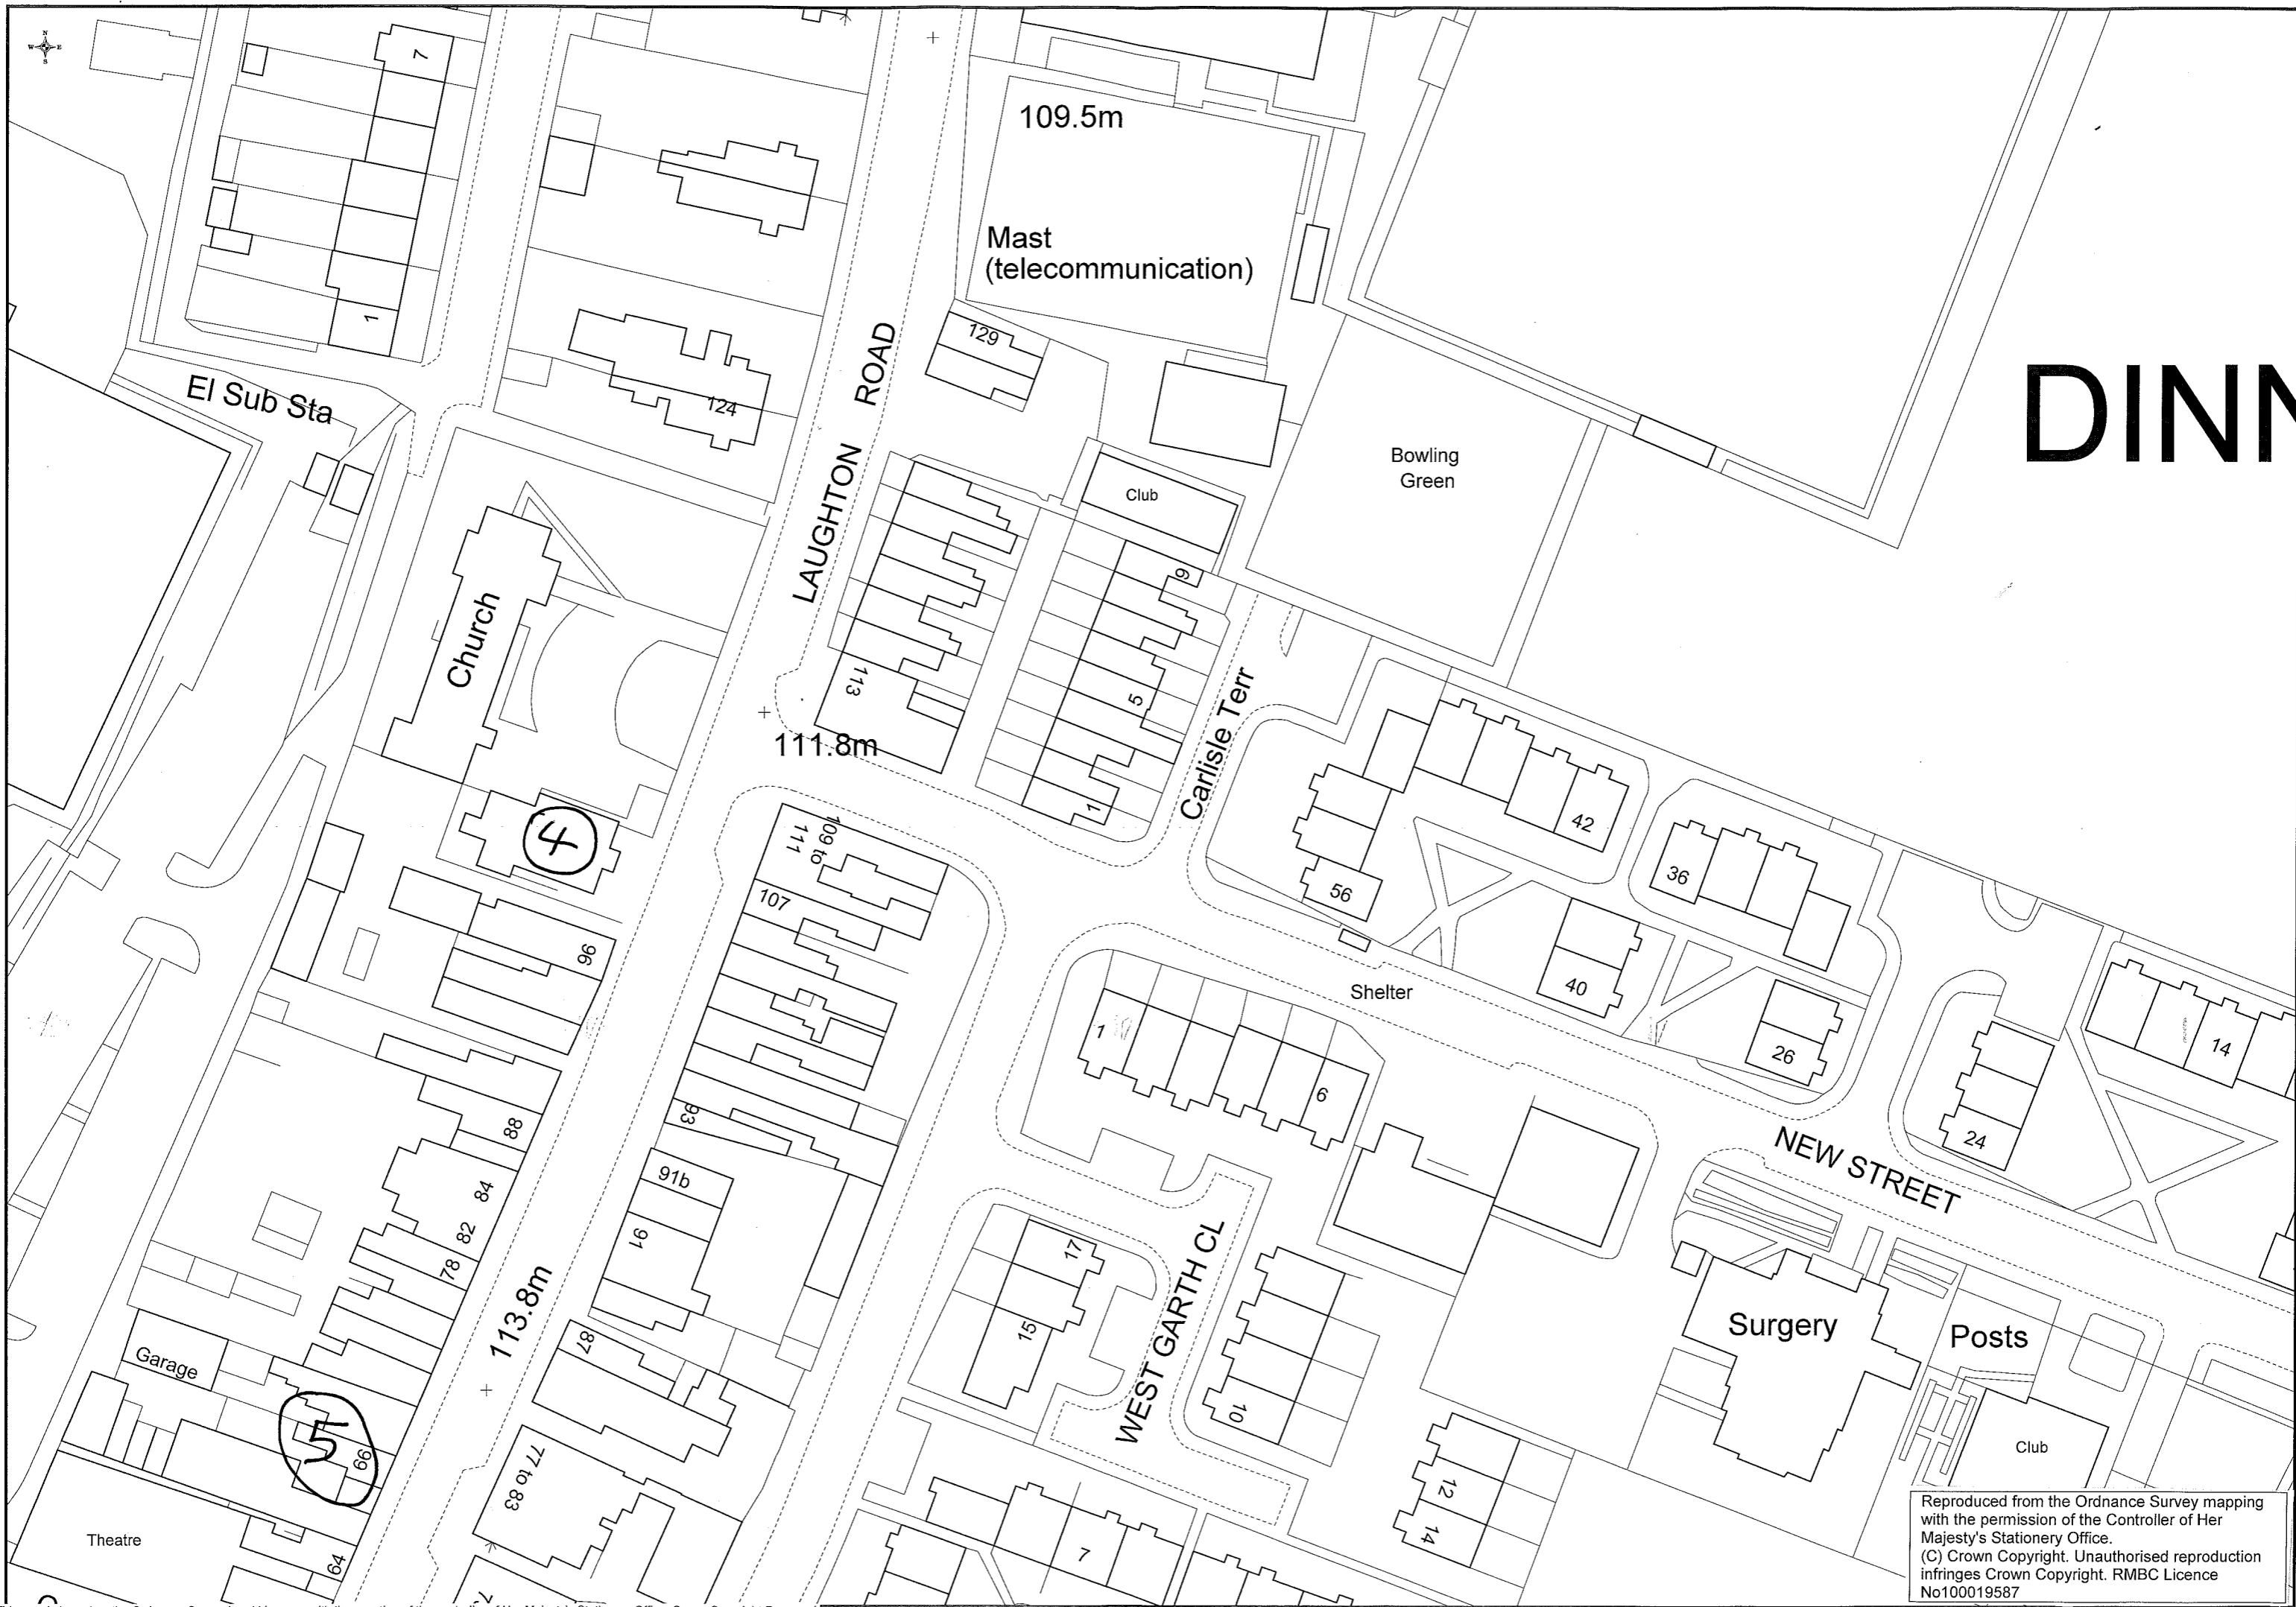 N
W E
S
7
109.5m
Mast
(telecommunication)
1
129
LAUGHTON ROAD
DINN
El Sub Sta
124
Bowling
Green
Club
9
Church
113
5
Carlisle Terr
111.8m
1
4
109 to
111
42
36
56
107
96
40
Shelter
1
26
14
6
93
88
24
NEW STREET
91b
84
82
91
17
78
WEST GARTH CL
113.8m
15
Surgery
Posts
87
Garage
10
5
66
77 to 83
12
Club
14
Theatre
64
7
Reproduced from the Ordnance Survey mapping
with the permission of the Controller of Her
Majesty's Stationery Office.
(C) Crown Copyright. Unauthorised reproduction
infringes Crown Copyright. RMBC Licence
No100019587